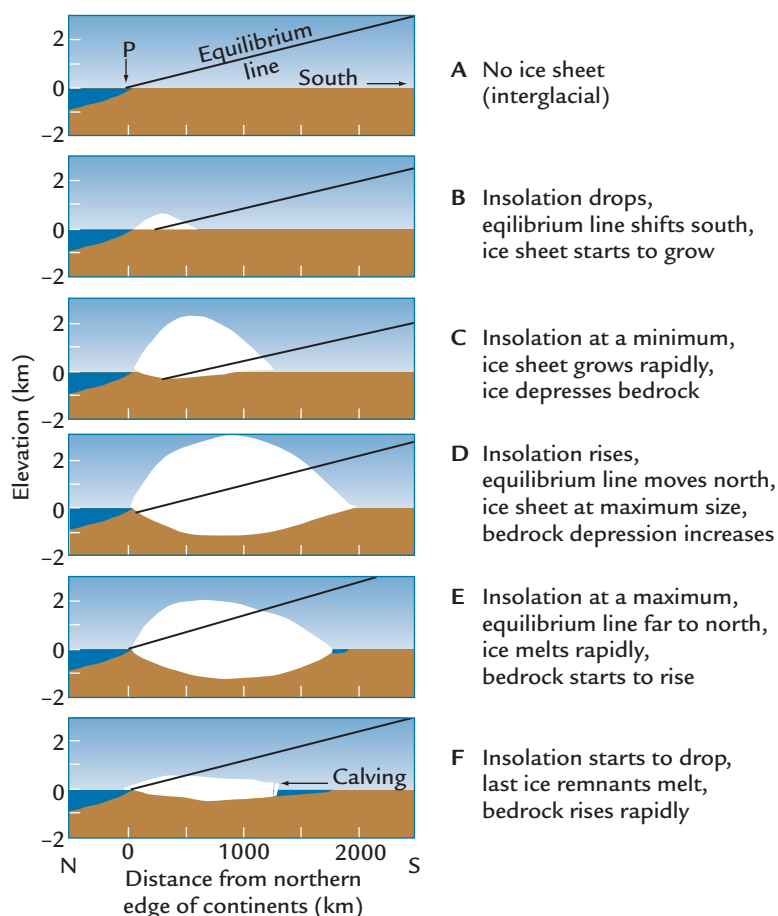 2
0
−2
P
Equilibrium
line
South
A No ice sheet
(interglacial)
2
0
−2
B Insolation drops,
eqilibrium line shifts south,
ice sheet starts to grow
2
0
−2
C Insolation at a minimum,
ice sheet grows rapidly,
ice depresses bedrock
Elevation (km)
2
0
−2
D Insolation rises,
equilibrium line moves north,
ice sheet at maximum size,
bedrock depression increases
2
0
−2
E Insolation at a maximum,
equilibrium line far to north,
ice melts rapidly,
bedrock starts to rise
2
0
−2
Calving
F Insolation starts to drop,
last ice remnants melt,
bedrock rises rapidly
N 0 1000 2000 S
Distance from northern
edge of continents (km)